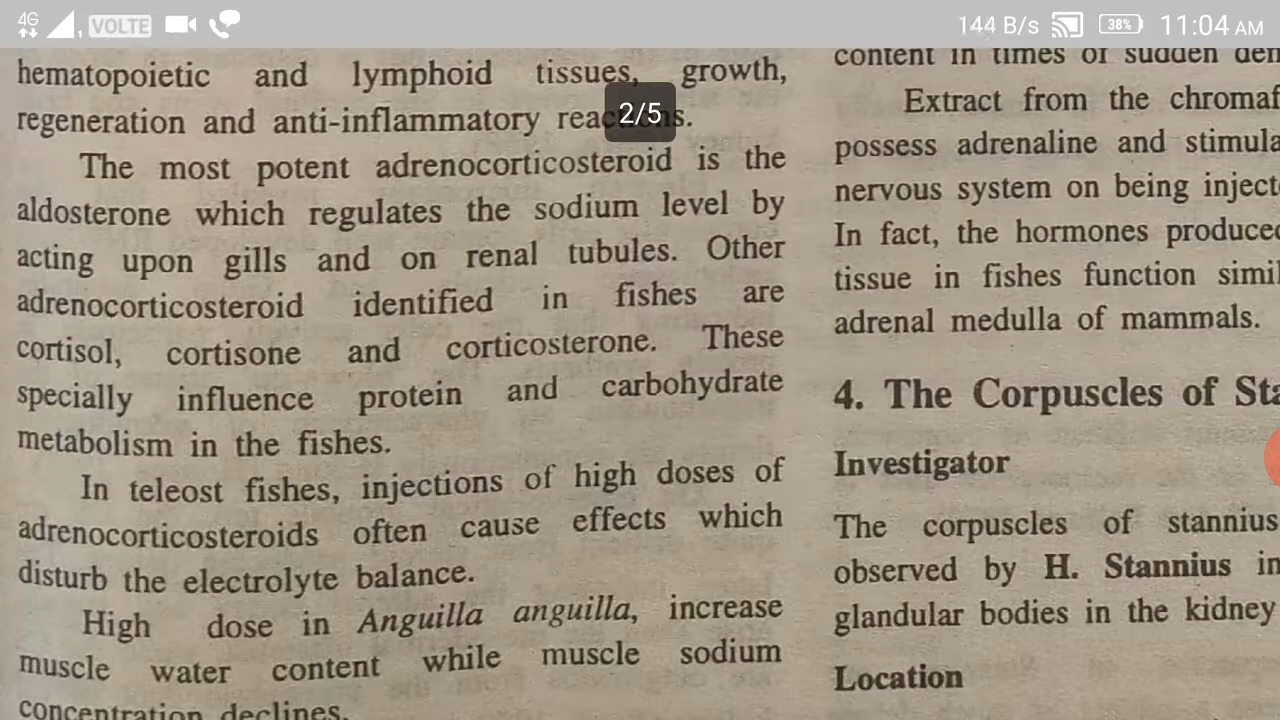 4G VOLTE 144 B/s 38% 11:04 AM
2/5
hematopoietic and lymphoid tissues, growth,
regeneration and anti-inflammatory
The most potent adrenocorticosteroid is the
aldosterone which regulates the sodium level by
acting upon gills and on renal tubules. Other
adrenocorticosteroid identified in fishes are
cortisol, cortisone and corticosterone. These
specially influence protein and carbohydrate
metabolism in the fishes.
In teleost fishes, injections of high doses of
adrenocorticosteroids often cause effects which
disturb the electrolyte balance.
High dose in Anguilla anguilla, increase
muscle water content while muscle sodium
concentration declines.
content in times of sudden
Extract from the
possess adrenaline and
nervous system on being
In fact, the hormones
tissue in fishes function
adrenal medulla of mammals.
4. The Corpuscles of
Investigator
The corpuscles of stannius
observed by H. Stannius in
glandular bodies in the kidney
Location